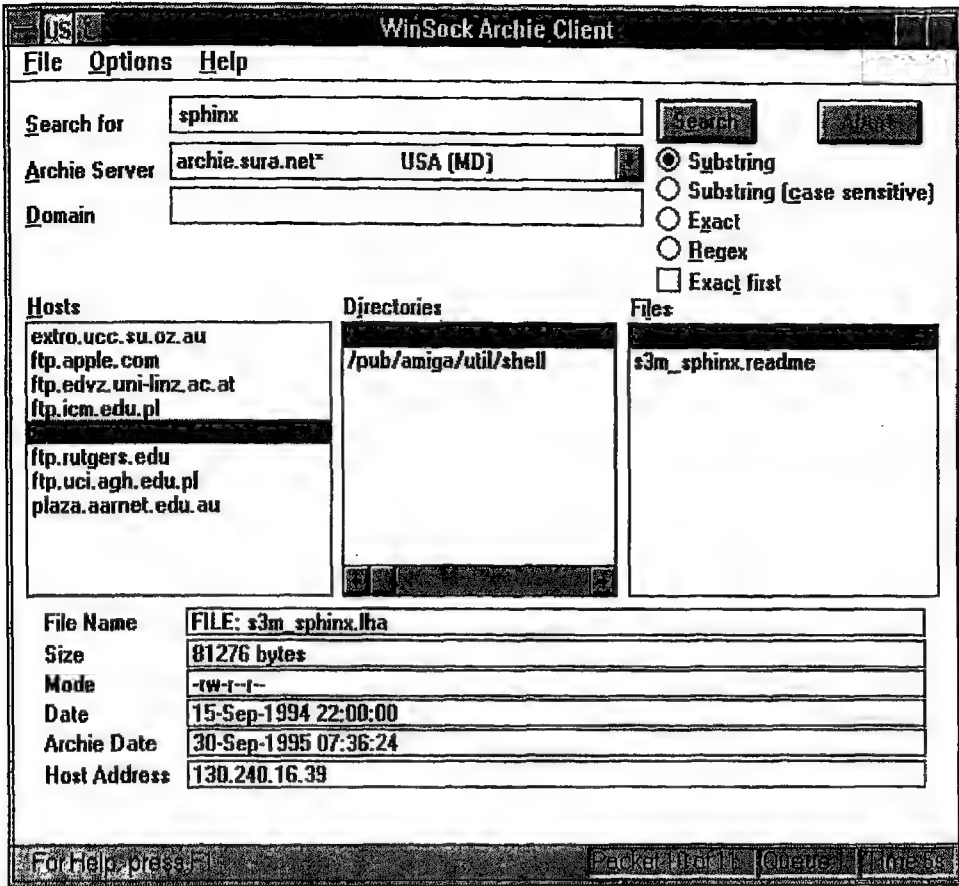 WinSock Archie Client
File Options Help
Search for sphinx
Search
Archie Server archie.sura.net* USA (MD)
Domain
Substring
Substring (case sensitive)
Exact
Regex
Exact first
Hosts
extro.ucc.su.oz.au
ftp.apple.com
ftp.edvz.uni-linz.ac.at
ftp.icm.edu.pl
ftp.rutgers.edu
ftp.uci.agh.edu.pl
plaza.aarnet.edu.au
Directories
/pub/amiga/util/shell
Files
s3m_sphinx.readme
File Name FILE: s3m_sphinx.lha
Size 81276 bytes
Mode -rw-r--r--
Date 15-Sep-1994 22:00:00
Archie Date 30-Sep-1995 07:36:24
Host Address 130.240.16.39
For Help, press F1